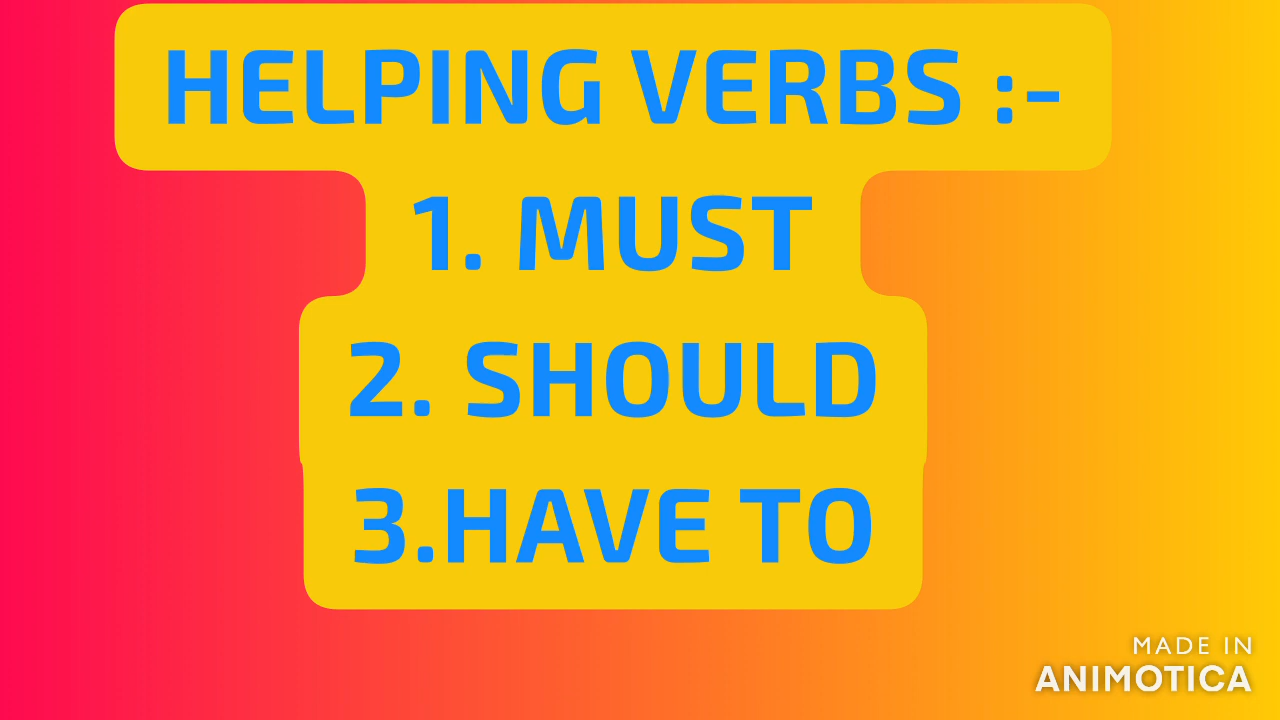 HELPING VERBS :-
1. MUST
2. SHOULD
3.HAVE TO
MADE IN
ANIMOTICA